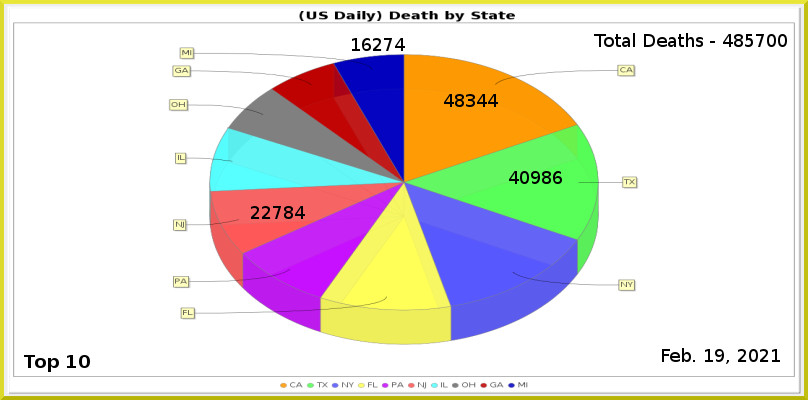 (US Daily) Death by State
Total Deaths - 485700
16274
MI
GA
CA
48344
OH
IL
40986
TX
22784
NJ
PA
NY
FL
Top 10
Feb. 19, 2021
CA TX NY FL PA NJ IL OH GA MI